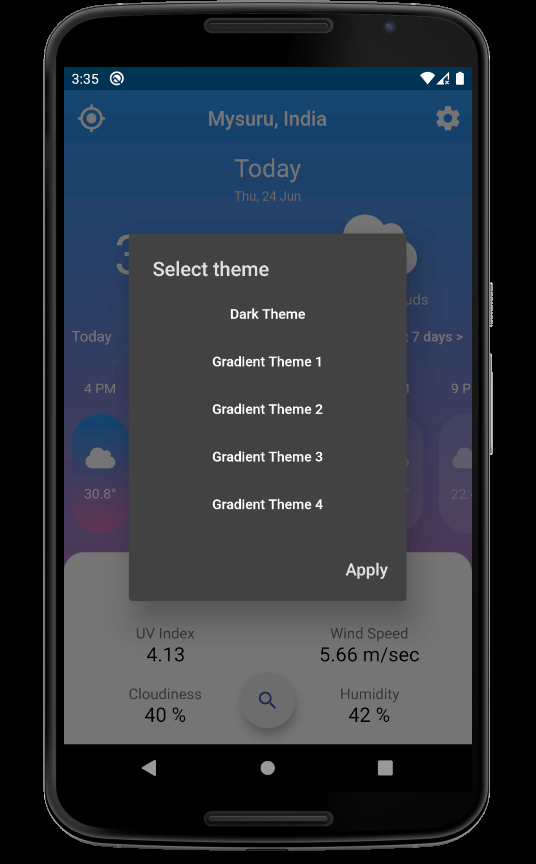 3:35
Mysuru, India
Today
Thu, 24 Jun
3
uds
Select theme
Dark Theme
Today
7 days >
Gradient Theme 1
4 PM
9 P
Gradient Theme 2
Gradient Theme 3
30.8°
22.
Gradient Theme 4
Apply
UV Index
Wind Speed
4.13
5.66 m/sec
Cloudiness
Humidity
40 %
42 %